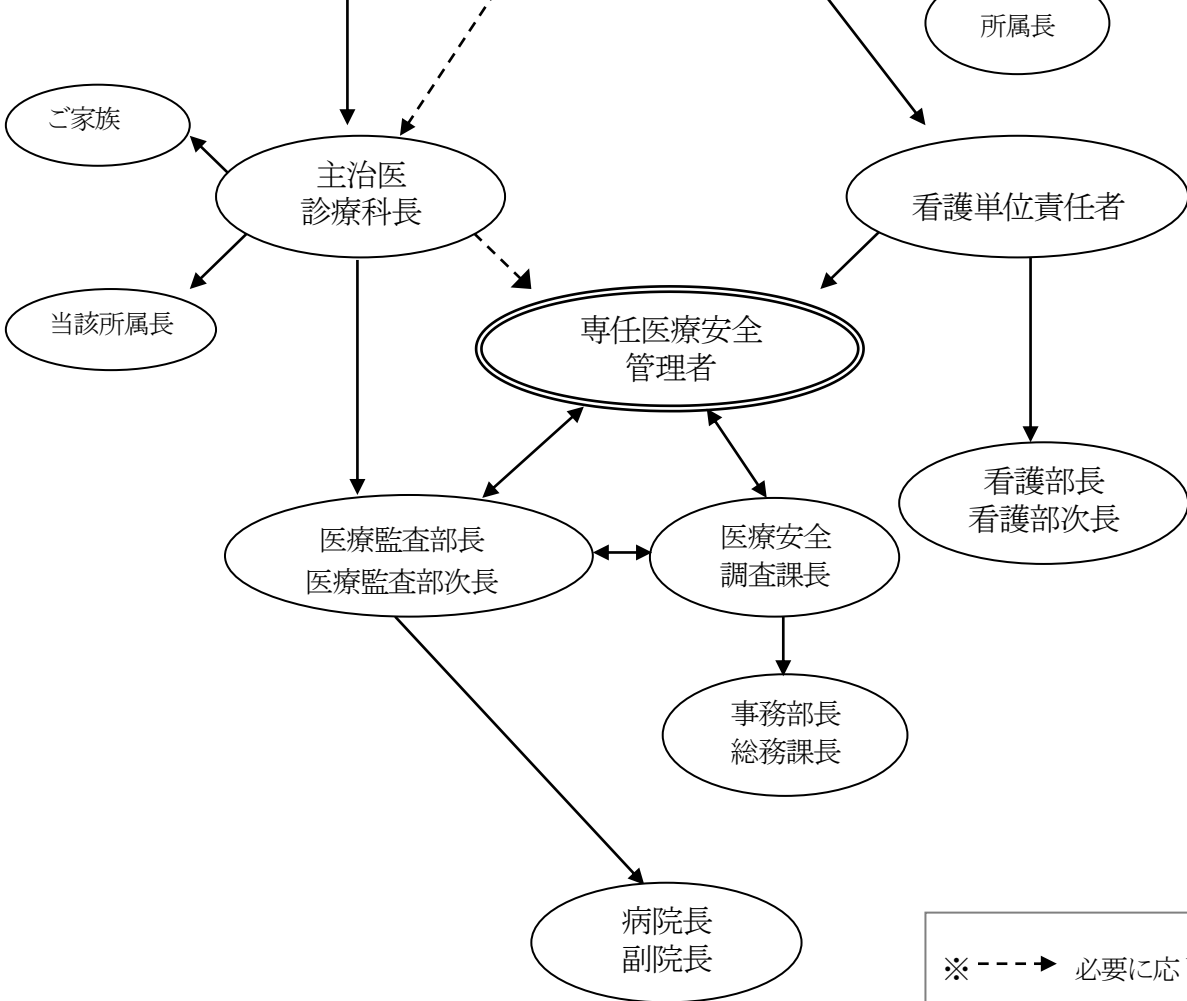 所属長
ご家族
主治医
診療科長
看護単位責任者
当該所属長
専任医療安全
管理者
看護部長
看護部次長
医療監査部長
医療監査部次長
医療安全
調査課長
事務部長
総務課長
病院長
副院長
※ 必要に応